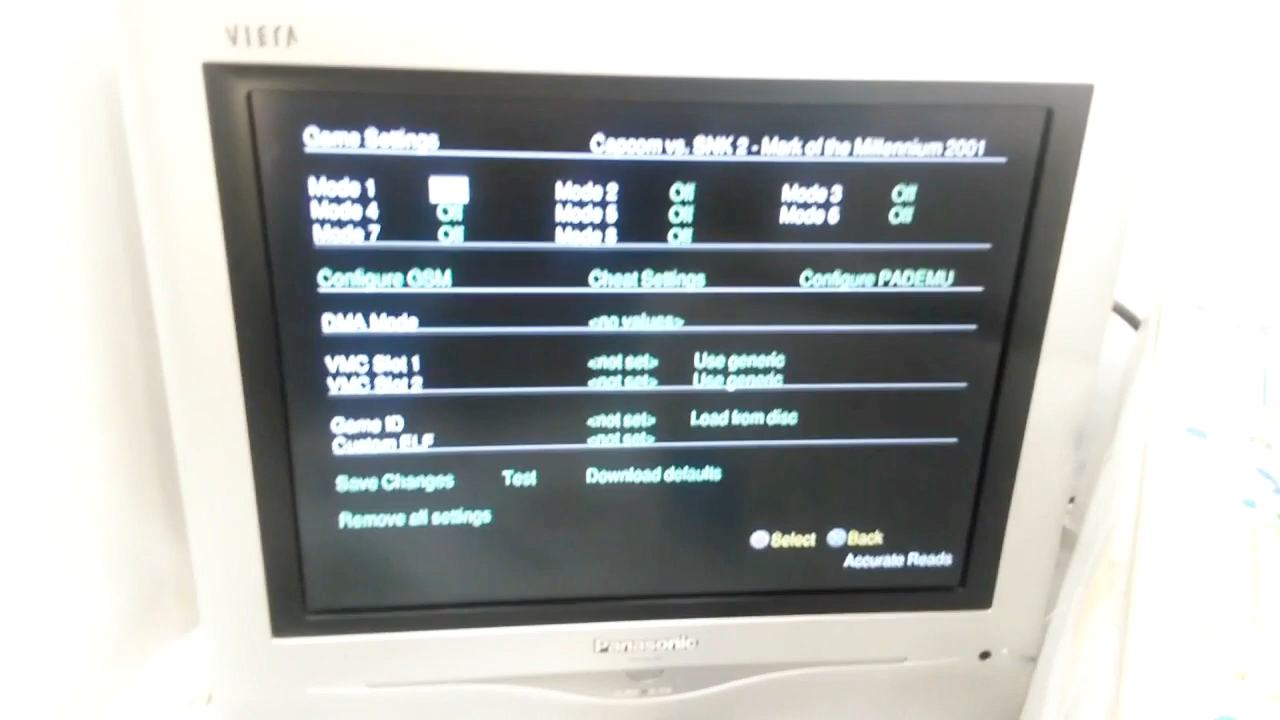 VIERA
Game Settings Capcom vs. SNK 2 - Mark of the Millennium 2001
Mode 1 Mode 2 Off Mode 3 Off
Mode 4 Off Mode 5 Off Mode 6 Off
Mode 7 Off Mode 8 Off
Configure GSM Cheat Settings Configure PADEMU
DMA Mode <no values>
VMC Slot 1 <not set> Use generic
VMC Slot 2 <not set> Use generic
Game ID <not set> Load from disc
Custom ELF <not set>
Save Changes Test Download defaults
Remove all settings
Select Back
Accurate Reads
Panasonic